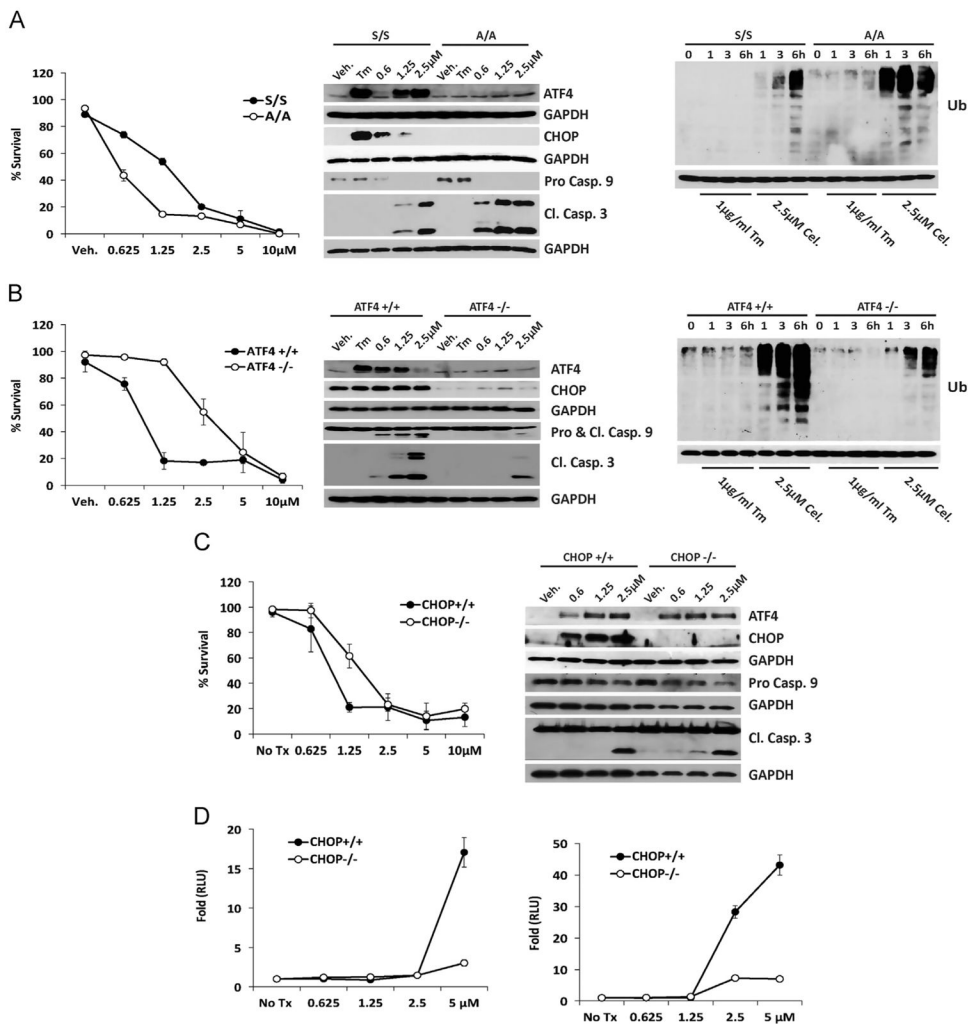 A
% Survival
120
100
80
60
40
20
0
S/S
A/A
Veh. 0.625 1.25 2.5 5 10µM
S/S A/A
Veh. Tm 0.6 1.25 2.5µM Veh. Tm 0.6 1.25 2.5µM
ATF4
GAPDH
CHOP
GAPDH
Pro Casp. 9
Cl. Casp. 3
GAPDH
S/S A/A
0 1 3 6h 1 3 6h 0 1 3 6h 1 3 6h
Ub
1µg/ml Tm 2.5µM Cel. 1µg/ml Tm 2.5µM Cel.
B
% Survival
120
100
80
60
40
20
0
ATF4 +/+
ATF4 -/-
Veh. 0.625 1.25 2.5 5 10µM
ATF4 +/+ ATF4 -/-
Veh. Tm 0.6 1.25 2.5µM Veh. Tm 0.6 1.25 2.5µM
ATF4
CHOP
GAPDH
Pro & Cl. Casp. 9
Cl. Casp. 3
GAPDH
ATF4 +/+ ATF4 -/-
0 1 3 6h 1 3 6h 0 1 3 6h 1 3 6h
Ub
1µg/ml Tm 2.5µM Cel. 1µg/ml Tm 2.5µM Cel.
C
% Survival
120
100
80
60
40
20
0
CHOP+/+
CHOP-/-
No Tx 0.625 1.25 2.5 5 10µM
CHOP +/+ CHOP -/-
Veh. 0.6 1.25 2.5µM Veh. 0.6 1.25 2.5µM
ATF4
CHOP
GAPDH
Pro Casp. 9
GAPDH
Cl. Casp. 3
GAPDH
D
Fold (RLU)
20
15
10
5
0
CHOP+/+
CHOP-/-
No Tx 0.625 1.25 2.5 5 µM
Fold (RLU)
50
40
30
20
10
0
CHOP+/+
CHOP-/-
No Tx 0.625 1.25 2.5 5 µM